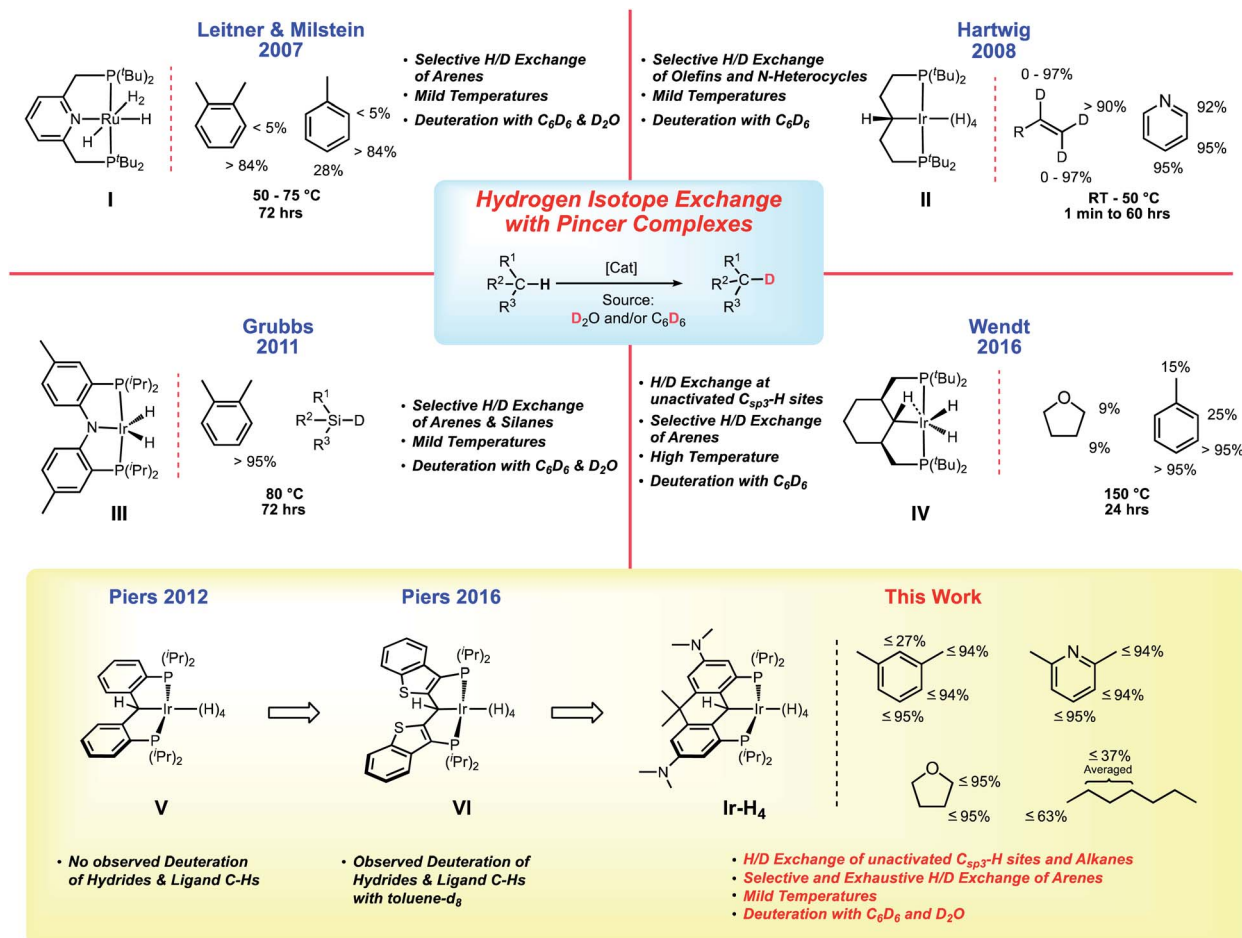 Leitner & Milstein
2007
P(ᵗBu)₂
H₂
N
Ru
H
H
PᵗBu₂
I
< 5%
> 84%
< 5%
> 84%
28%
50 - 75 °C
72 hrs
• Selective H/D Exchange
of Arenes
• Mild Temperatures
• Deuteration with C₆D₆ & D₂O
Hartwig
2008
• Selective H/D Exchange
of Olefins and N-Heterocycles
• Mild Temperatures
• Deuteration with C₆D₆
P(ᵗBu)₂
H
Ir
(H)₄
P(ᵗBu)₂
II
0 - 97%
D
> 90%
D
R
D
0 - 97%
N
92%
95%
95%
RT - 50 °C
1 min to 60 hrs
Hydrogen Isotope Exchange
with Pincer Complexes
R¹
R²
C
H
R³
[Cat]
Source:
D₂O and/or C₆D₆
R¹
R²
C
D
R³
Grubbs
2011
P(ⁱPr)₂
N
Ir
H
H
P(ⁱPr)₂
III
> 95%
R¹
R²
Si
D
R³
80 °C
72 hrs
• Selective H/D Exchange
of Arenes & Silanes
• Mild Temperatures
• Deuteration with C₆D₆ & D₂O
Wendt
2016
• H/D Exchange at
unactivated Csp3-H sites
• Selective H/D Exchange
of Arenes
• High Temperature
• Deuteration with C₆D₆
P(ᵗBu)₂
H
H
Ir
H
P(ᵗBu)₂
IV
O
9%
9%
15%
25%
> 95%
> 95%
150 °C
24 hrs
Piers 2012
(ⁱPr)₂
P
H
Ir
(H)₄
P
(ⁱPr)₂
V
• No observed Deuteration
of Hydrides & Ligand C-Hs
Piers 2016
(ⁱPr)₂
P
S
H
Ir
(H)₄
S
P
(ⁱPr)₂
VI
• Observed Deuteration of
Hydrides & Ligand C-Hs
with toluene-d₈
This Work
N
(ⁱPr)₂
P
H
Ir
(H)₄
P
(ⁱPr)₂
N
Ir-H₄
≤ 27%
≤ 94%
≤ 94%
≤ 95%
N
≤ 94%
≤ 94%
≤ 95%
O
≤ 95%
≤ 95%
≤ 37%
Averaged
≤ 63%
• H/D Exchange of unactivated Csp3-H sites and Alkanes
• Selective and Exhaustive H/D Exchange of Arenes
• Mild Temperatures
• Deuteration with C₆D₆ and D₂O